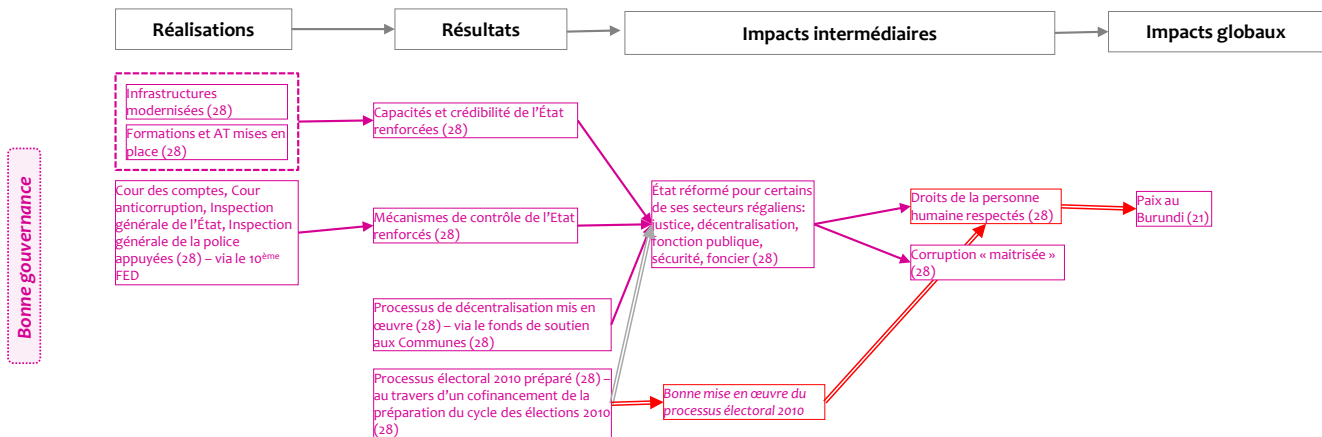 Réalisations
Résultats
Impacts intermédiaires
Impacts globaux
Bonne gouvernance
Infrastructures
modernisées (28)
Formations et AT mises en
place (28)
Cour des comptes, Cour
anticorruption, Inspection
générale de l’État, Inspection
générale de la police
appuyées (28) – via le 10ème
FED
Capacités et crédibilité de l’État
renforcées (28)
Mécanismes de contrôle de l’Etat
renforcés (28)
Processus de décentralisation mis en
œuvre (28) – via le fonds de soutien
aux Communes (28)
Processus électoral 2010 préparé (28) –
au travers d’un cofinancement de la
préparation du cycle des élections 2010
(28)
État réformé pour certains
de ses secteurs régaliens:
justice, décentralisation,
fonction publique,
sécurité, foncier (28)
Bonne mise en œuvre du
processus électoral 2010
Droits de la personne
humaine respectés (28)
Corruption « maitrisée »
(28)
Paix au
Burundi (21)